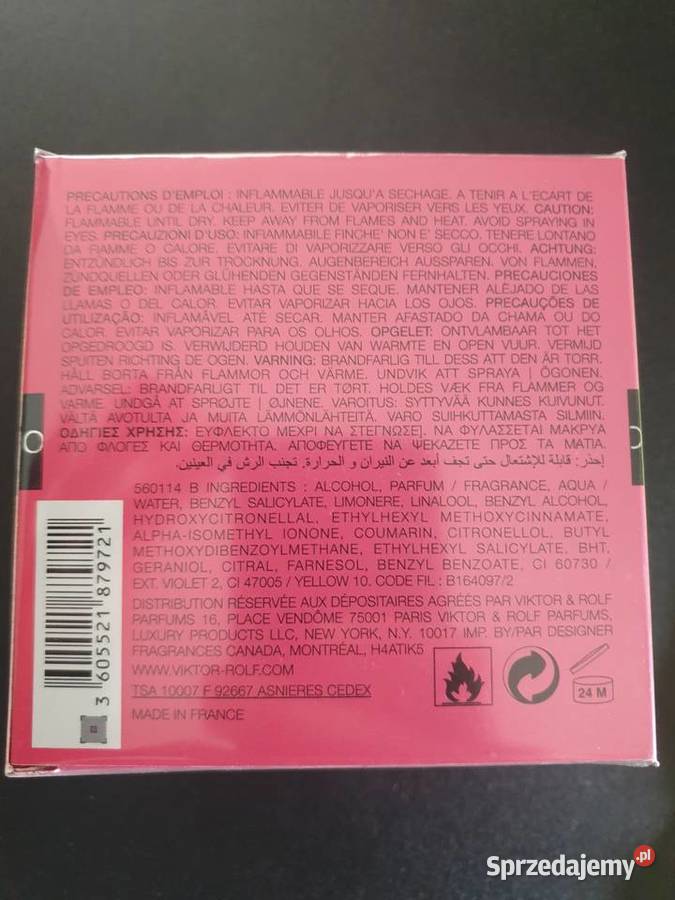 PRECAUTIONS D'EMPLOI : INFLAMMABLE JUSQU'A SECHAGE. A TENIR A L'ECART DE
LA FLAMME OU DE LA CHALEUR. EVITER DE VAPORISER VERS LES YEUX. CAUTION:
FLAMMABLE UNTIL DRY. KEEP AWAY FROM FLAMES AND HEAT. AVOID SPRAYING IN
EYES. PRECAUZIONI D'USO: INFIAMMABILE FINCHE' NON E' SECCO. TENERE LONTANO
DA FIAMME O CALORE. EVITARE DI VAPORIZZARE VERSO GLI OCCHI. ACHTUNG:
ENTZÜNDLICH BIS ZUR TROCKNUNG. AUGENBEREICH AUSSPAREN. VON FLAMMEN,
ZÜNDQUELLEN ODER GLÜHENDEN GEGENSTÄNDEN FERNHALTEN. PRECAUCIONES
DE EMPLEO: INFLAMABLE HASTA QUE SE SEQUE. MANTENER ALEJADO DE LAS
LLAMAS O DEL CALOR. EVITAR VAPORIZAR HACIA LOS OJOS. PRECAUÇÕES DE
UTILIZAÇÃO: INFLAMÁVEL ATÉ SECAR. MANTER AFASTADO DA CHAMA OU DO
CALOR. EVITAR VAPORIZAR PARA OS OLHOS. OPGELET: ONTVLAMBAAR TOT HET
OPGEDROOGD IS. VERWIJDERD HOUDEN VAN WARMTE EN OPEN VUUR. VERMIJD
SPUITEN RICHTING DE OGEN. VARNING: BRANDFARLIG TILL DESS ATT DEN ÄR TORR.
HÅLL BORTA FRÅN FLAMMOR OCH VÄRME. UNDVIK ATT SPRAYA I ÖGONEN.
ADVARSEL: BRANDFARLIGT TIL DET ER TØRT. HOLDES VÆK FRA FLAMMER OG
VARME UNDGÅ AT SPRØJTE I ØJNENE. VAROITUS: SYTTYVÄÄ KUNNES KUIVUNUT.
VÄLTÄ AVOTULTA JA MUITA LÄMMÖNLÄHTEITÄ. VARO SUIHKUTTAMASTA SILMIIN.
ΟΔΗΓΙΕΣ ΧΡΗΣΗΣ: ΕΥΦΛΕΚΤΟ ΜΕΧΡΙ ΝΑ ΣΤΕΓΝΩΣΕΙ. ΝΑ ΦΥΛΑΣΣΕΤΑΙ ΜΑΚΡΥΑ
ΑΠΟ ΦΛΟΓΕΣ ΚΑΙ ΘΕΡΜΟΤΗΤΑ. ΑΠΟΦΕΥΓΕΤΕ ΝΑ ΨΕΚΑΖΕΤΕ ΠΡΟΣ ΤΑ ΜΑΤΙΑ.
إحذر: قابلة للإشتعال حتى تجف أبعد عن النيران و الحرارة. تجنب الرش في العينين.
560114 B INGREDIENTS : ALCOHOL, PARFUM / FRAGRANCE, AQUA /
WATER, BENZYL SALICYLATE, LIMONENE, LINALOOL, BENZYL ALCOHOL,
HYDROXYCITRONELLAL, ETHYLHEXYL METHOXYCINNAMATE,
ALPHA-ISOMETHYL IONONE, COUMARIN, CITRONELLOL, BUTYL
METHOXYDIBENZOYLMETHANE, ETHYLHEXYL SALICYLATE. BHT,
GERANIOL, CITRAL, FARNESOL, BENZYL BENZOATE, CI 60730 /
EXT. VIOLET 2, CI 47005 / YELLOW 10. CODE FIL : B164097/2
DISTRIBUTION RÉSERVÉE AUX DÉPOSITAIRES AGRÉÉS PAR VIKTOR & ROLF
PARFUMS 16, PLACE VENDÔME 75001 PARIS VIKTOR & ROLF PARFUMS,
LUXURY PRODUCTS LLC, NEW YORK, N.Y. 10017 IMP. BY/PAR DESIGNER
FRAGRANCES CANADA, MONTRÉAL, H4ATIK5
WWW.VIKTOR-ROLF.COM
TSA 10007 F 92667 ASNIERES CEDEX
MADE IN FRANCE
24 M
3 605521 879721
O
Sprzedajemy.pl